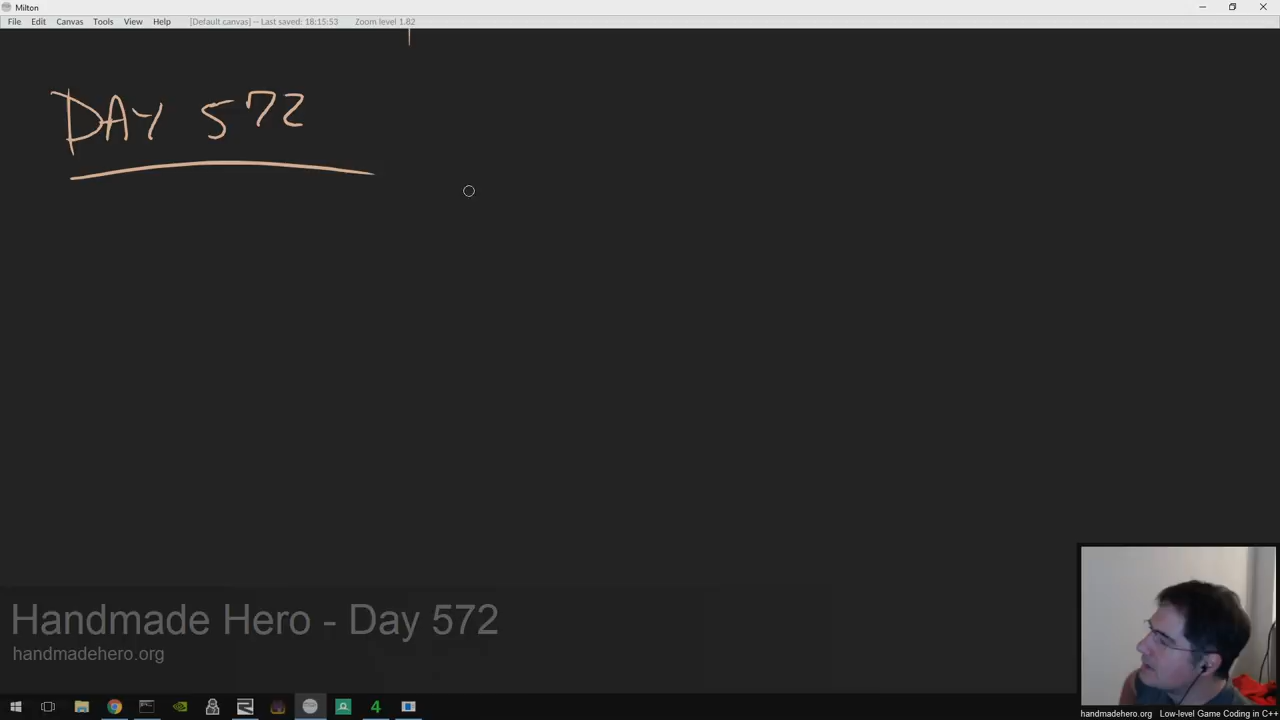 Milton
File Edit Canvas Tools View Help [Default.canvas] -- Last saved: 18:15:53 Zoom level 1.82
DAY 572
Handmade Hero - Day 572
handmadehero.org
4
handmadehero.org Low-level Game Coding in C++